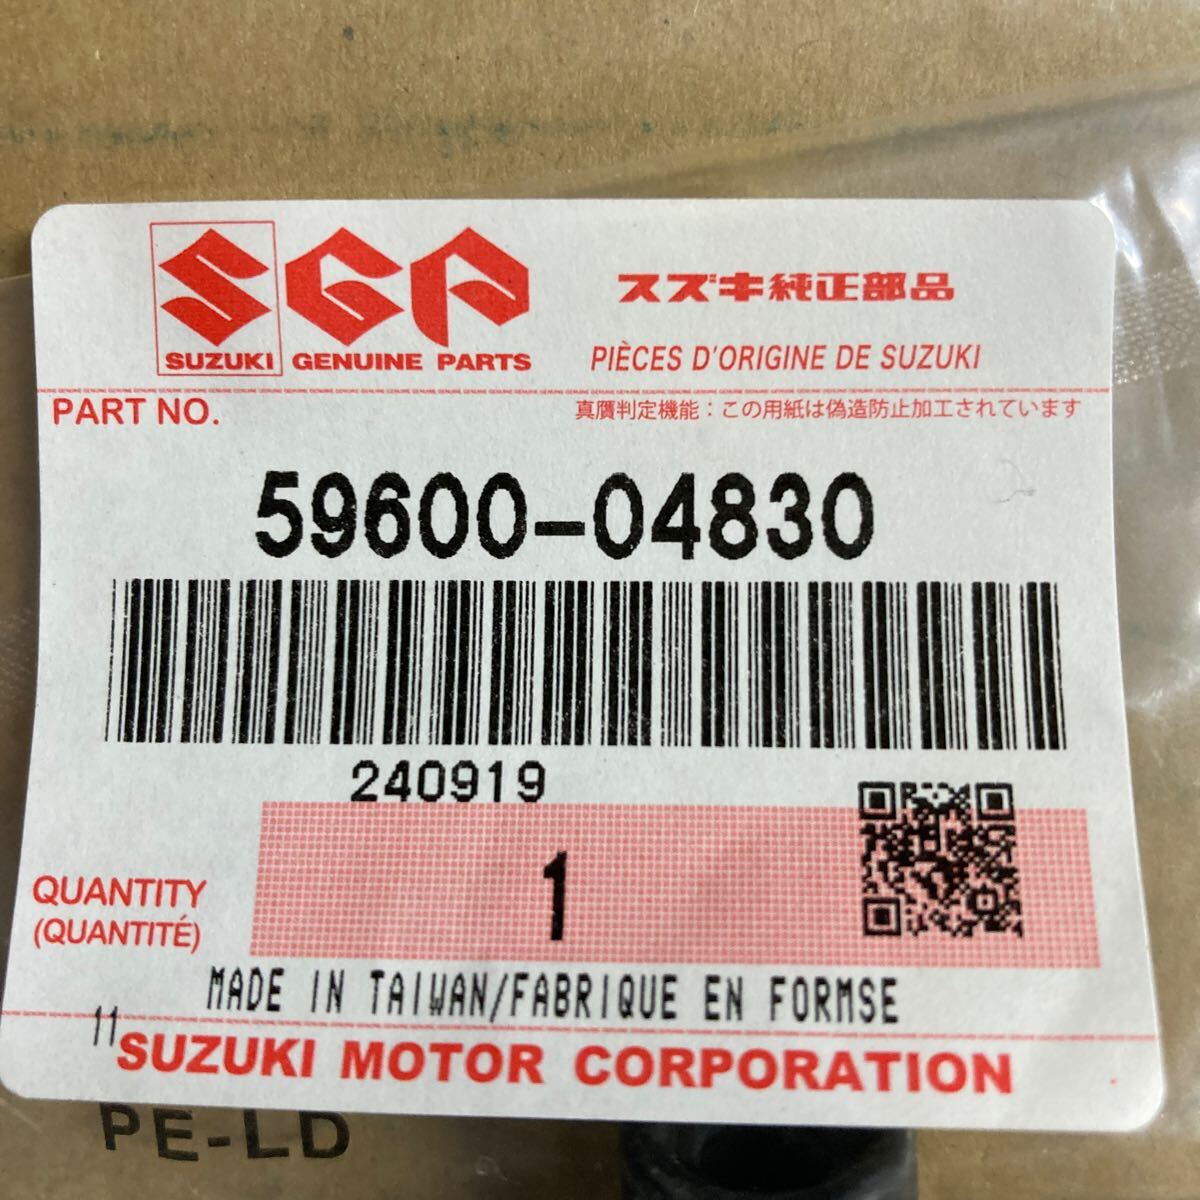 SGP
SUZUKI GENUINE PARTS
スズキ純正部品
PIÈCES D'ORIGINE DE SUZUKI
PART NO.
真贋判定機能：この用紙は偽造防止加工されています
59600-04830
240919
QUANTITY
(QUANTITÉ)
1
MADE IN TAIWAN/FABRIQUE EN FORMSE
11
SUZUKI MOTOR CORPORATION
PE-LD